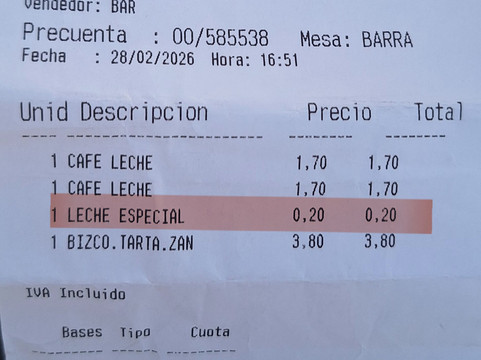 Vendedor: BAR
Precuenta : 00/585538 Mesa: BARRA
Fecha : 28/02/2026 Hora: 16:51
Unid Descripcion Precio Total
---- -------------------- -------- --------
1 CAFE LECHE 1,70 1,70
1 CAFE LECHE 1,70 1,70
1 LECHE ESPECIAL 0,20 0,20
1 BIZCO.TARTA.ZAN 3,80 3,80
IVA Incluido
Bases Tipo Cuota
-------- ---- ---------